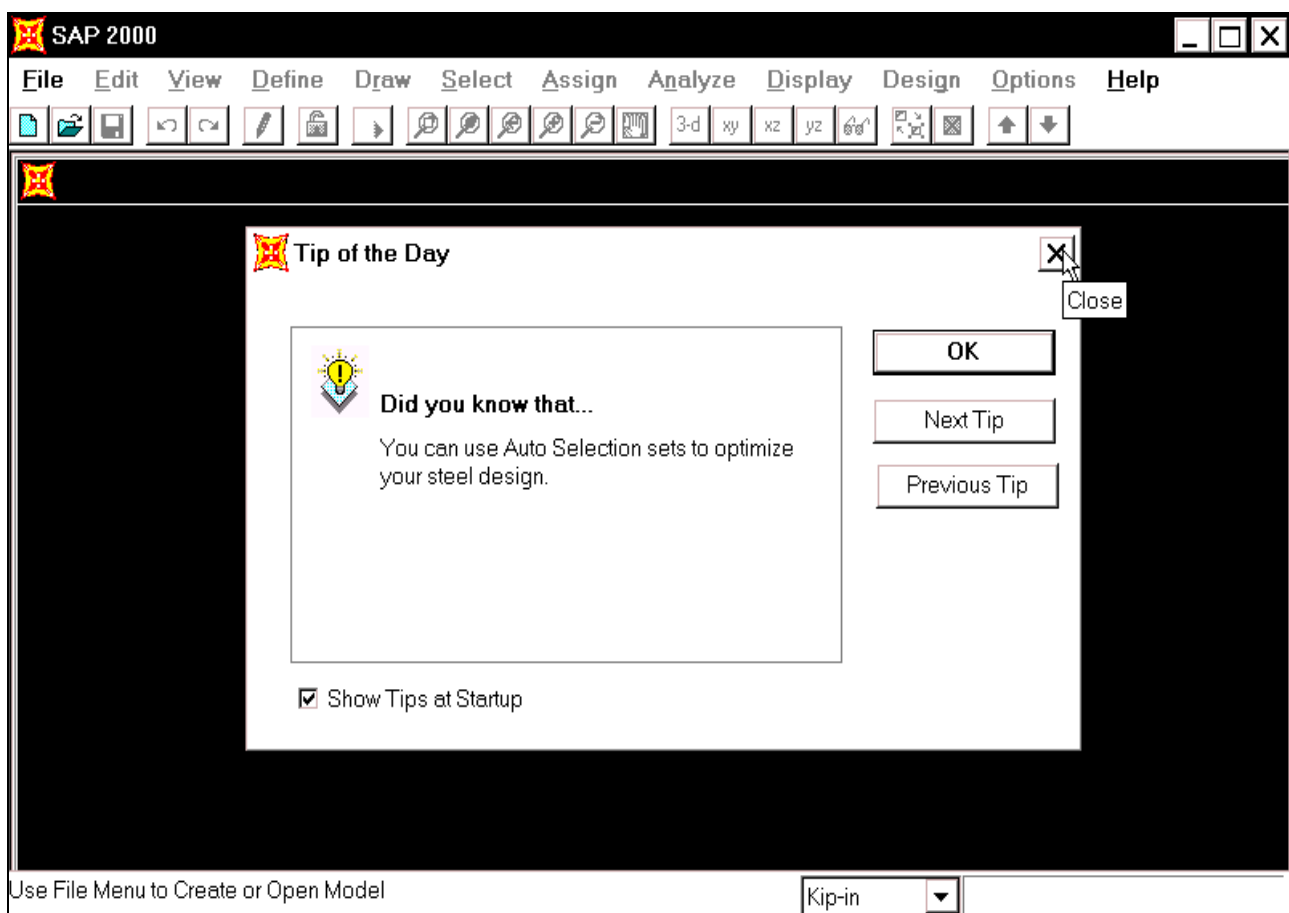 SAP 2000
File Edit View Define Draw Select Assign Analyze Display Design Options Help
3-d xy xz yz
Tip of the Day
Close
OK
Did you know that...
Next Tip
You can use Auto Selection sets to optimize
your steel design.
Previous Tip
Show Tips at Startup
Use File Menu to Create or Open Model
Kip-in